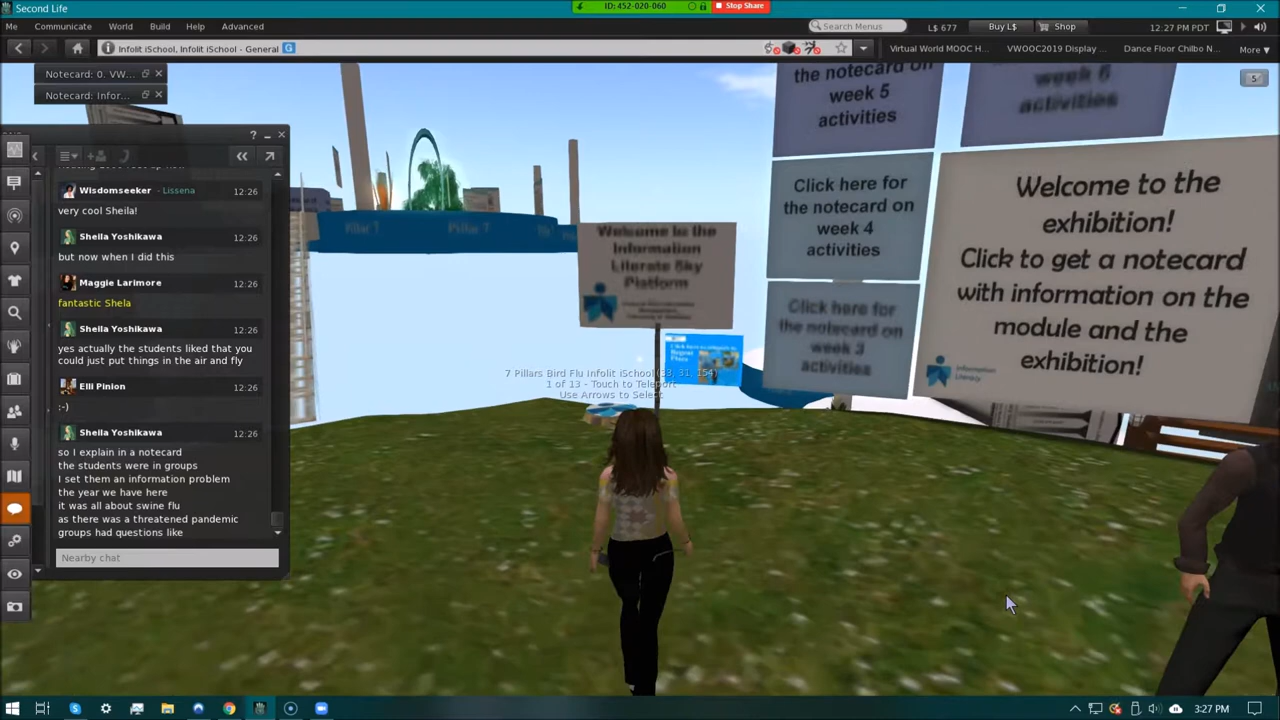 Second Life
ID: 452-020-060
Stop Share
Me
Communicate
World
Build
Help
Advanced
Search Menus
L$ 677
Buy L$
Shop
12:27 PM PDT
Infolit iSchool, Infolit iSchool - General
G
Virtual World MOOC H...
VWOOC2019 Display ...
Dance Floor Chilbo N...
More ▾
Notecard: 0. VW...
Notecard: Infor...
5
Wisdomseeker - Lissena 12:26
very cool Sheila!
Sheila Yoshikawa 12:26
but now when I did this
Maggie Larimore 12:26
fantastic Shela
Sheila Yoshikawa 12:26
yes actually the students liked that you
could just put things in the air and fly
Elli Pinion 12:26
:-)
Sheila Yoshikawa 12:26
so I explain in a notecard
the students were in groups
I set them an information problem
the year we have here
it was all about swine flu
as there was a threatened pandemic
groups had questions like
Nearby chat
Pillar 7
Welcome to the
Information
Literate Sky
Platform
7 Pillars Bird Flu Infolit iSchool (33, 31, 154)
1 of 13 - Touch to Teleport
Use Arrows to Select
the notecard on
week 5
activities
week 6
activities
Click here for
the notecard on
week 4
activities
Click here for
the notecard on
week 3
activities
Welcome to the
exhibition!
Click to get a notecard
with information on the
module and the
exhibition!
Information
Literacy
3:27 PM